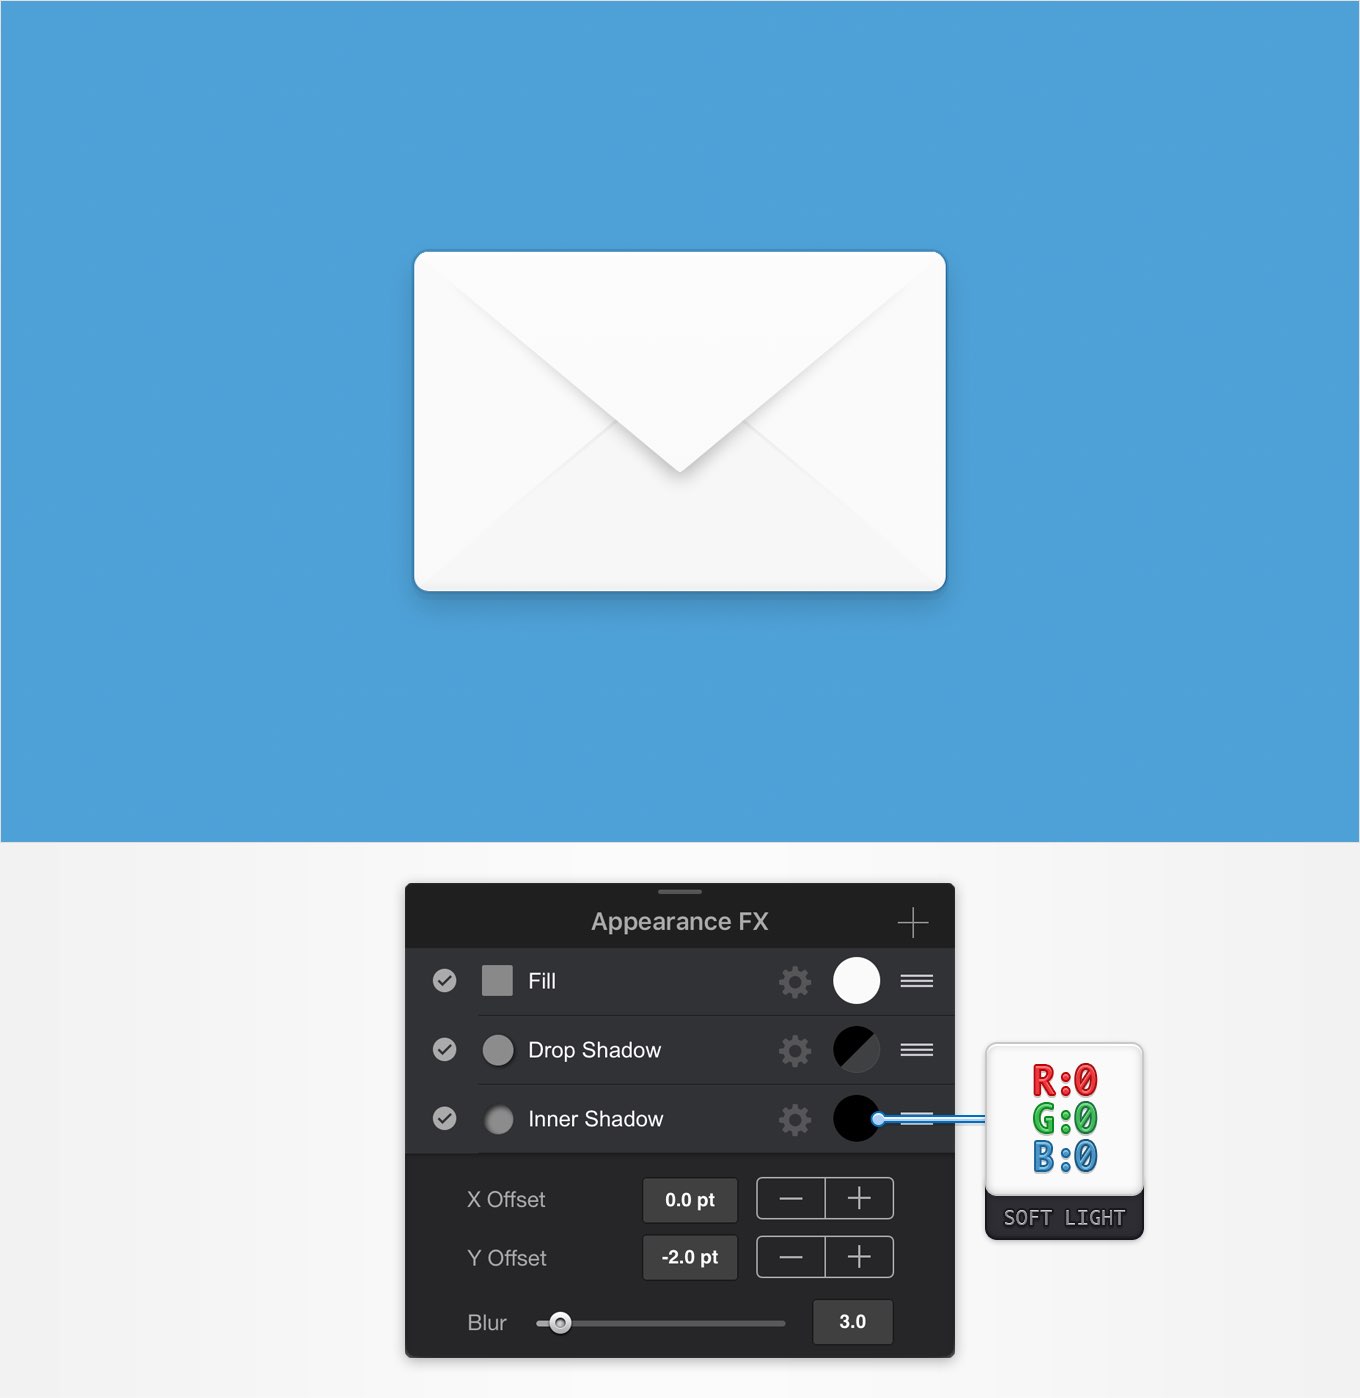 Appearance FX
Fill
Drop Shadow
Inner Shadow
R:0
G:0
B:0
SOFT LIGHT
X Offset 0.0 pt
Y Offset -2.0 pt
Blur 3.0